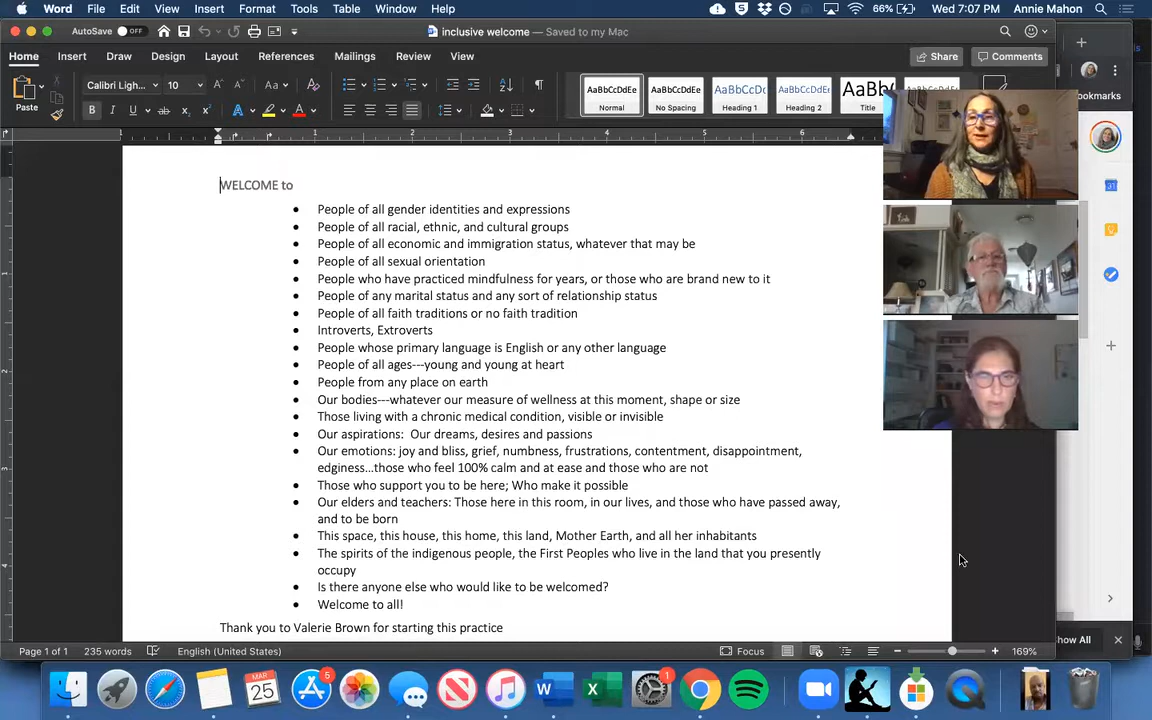 Word File Edit View Insert Format Tools Table Window Help 66% Wed 7:07 PM Annie Mahon
AutoSave OFF inclusive welcome — Saved to my Mac
Home Insert Draw Design Layout References Mailings Review View Share Comments
Paste Calibri Ligh... 10 AaBbCcDdEe Normal AaBbCcDdEe No Spacing AaBbCcDc Heading 1 AaBbCcDdEe Heading 2 AaBbC Title AaBbCcDdEe
WELCOME to
• People of all gender identities and expressions
• People of all racial, ethnic, and cultural groups
• People of all economic and immigration status, whatever that may be
• People of all sexual orientation
• People who have practiced mindfulness for years, or those who are brand new to it
• People of any marital status and any sort of relationship status
• People of all faith traditions or no faith tradition
• Introverts, Extroverts
• People whose primary language is English or any other language
• People of all ages---young and young at heart
• People from any place on earth
• Our bodies---whatever our measure of wellness at this moment, shape or size
• Those living with a chronic medical condition, visible or invisible
• Our aspirations:  Our dreams, desires and passions
• Our emotions: joy and bliss, grief, numbness, frustrations, contentment, disappointment,
edginess...those who feel 100% calm and at ease and those who are not
• Those who support you to be here; Who make it possible
• Our elders and teachers: Those here in this room, in our lives, and those who have passed away,
and to be born
• This space, this house, this home, this land, Mother Earth, and all her inhabitants
• The spirits of the indigenous people, the First Peoples who live in the land that you presently
occupy
• Is there anyone else who would like to be welcomed?
• Welcome to all!
Thank you to Valerie Brown for starting this practice
Page 1 of 1 235 words English (United States) Focus 169%
MAR 25